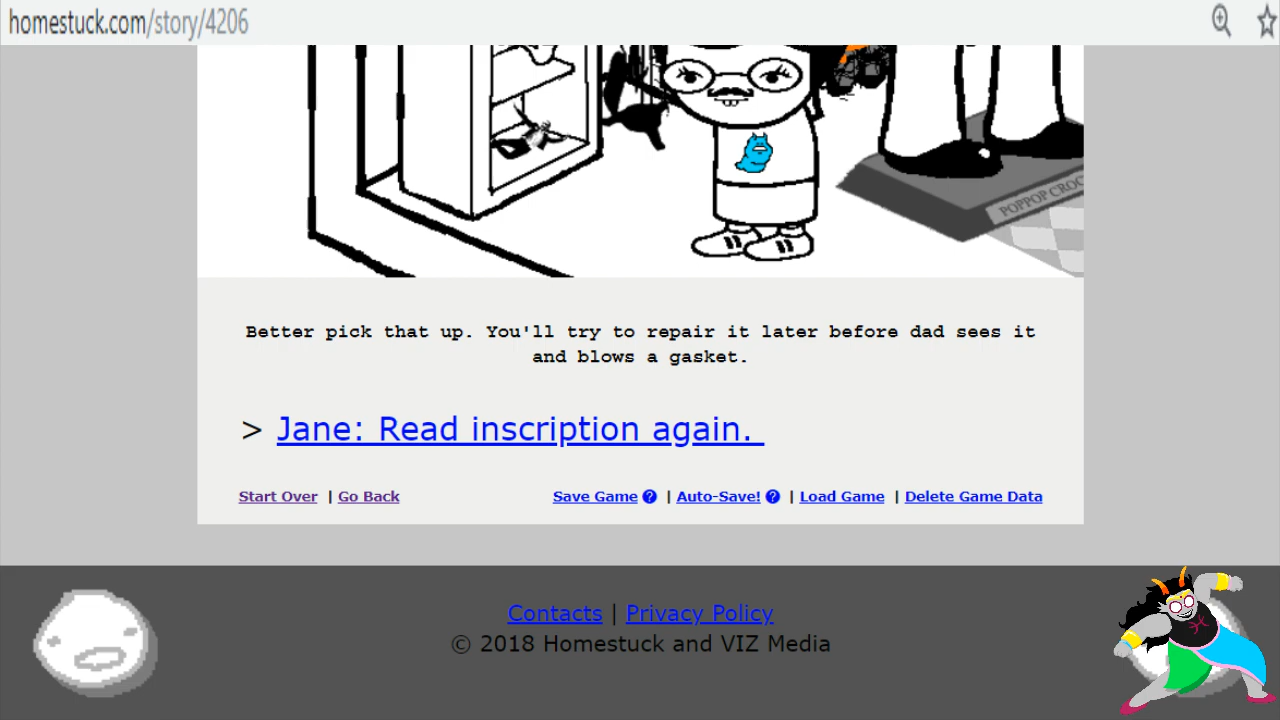 homestuck.com/story/4206
POPPOP CROC
Better pick that up. You'll try to repair it later before dad sees it
and blows a gasket.
> Jane: Read inscription again.
Start Over | Go Back Save Game ? | Auto-Save! ? | Load Game | Delete Game Data
Contacts | Privacy Policy
© 2018 Homestuck and VIZ Media